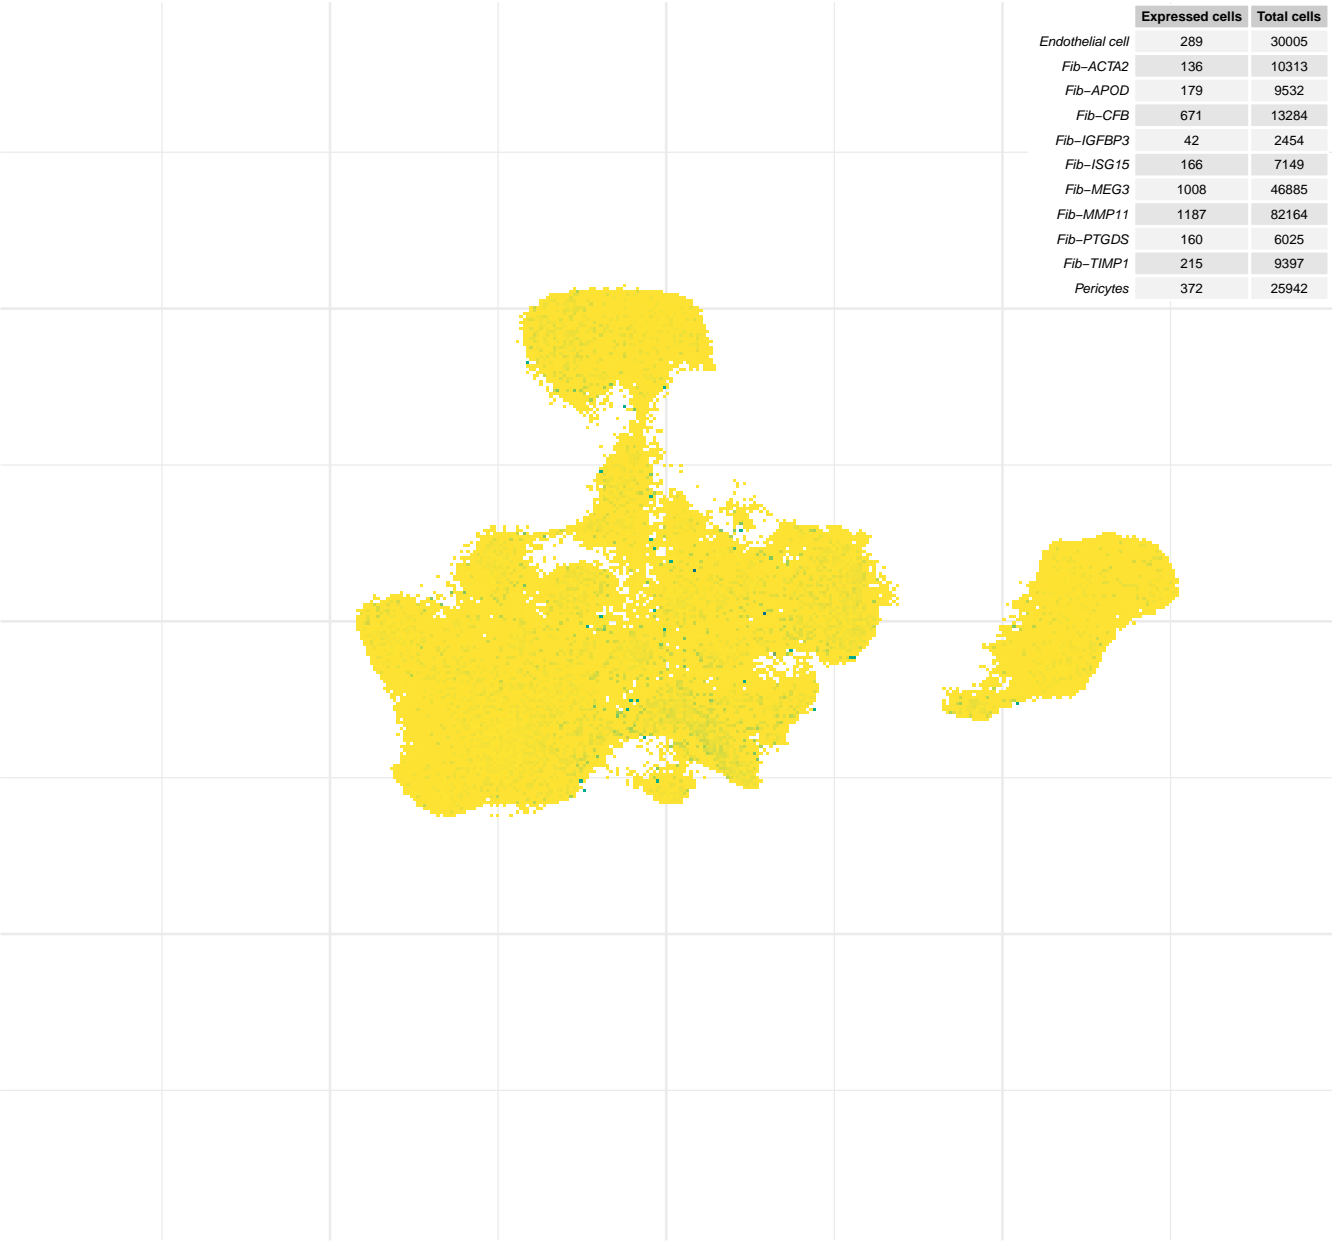 Expressed cells Total cells
Endothelial cell 289 30005
Fib−ACTA2 136 10313
Fib−APOD 179 9532
Fib−CFB 671 13284
Fib−IGFBP3 42 2454
Fib−ISG15 166 7149
Fib−MEG3 1008 46885
Fib−MMP11 1187 82164
Fib−PTGDS 160 6025
Fib−TIMP1 215 9397
Pericytes 372 25942